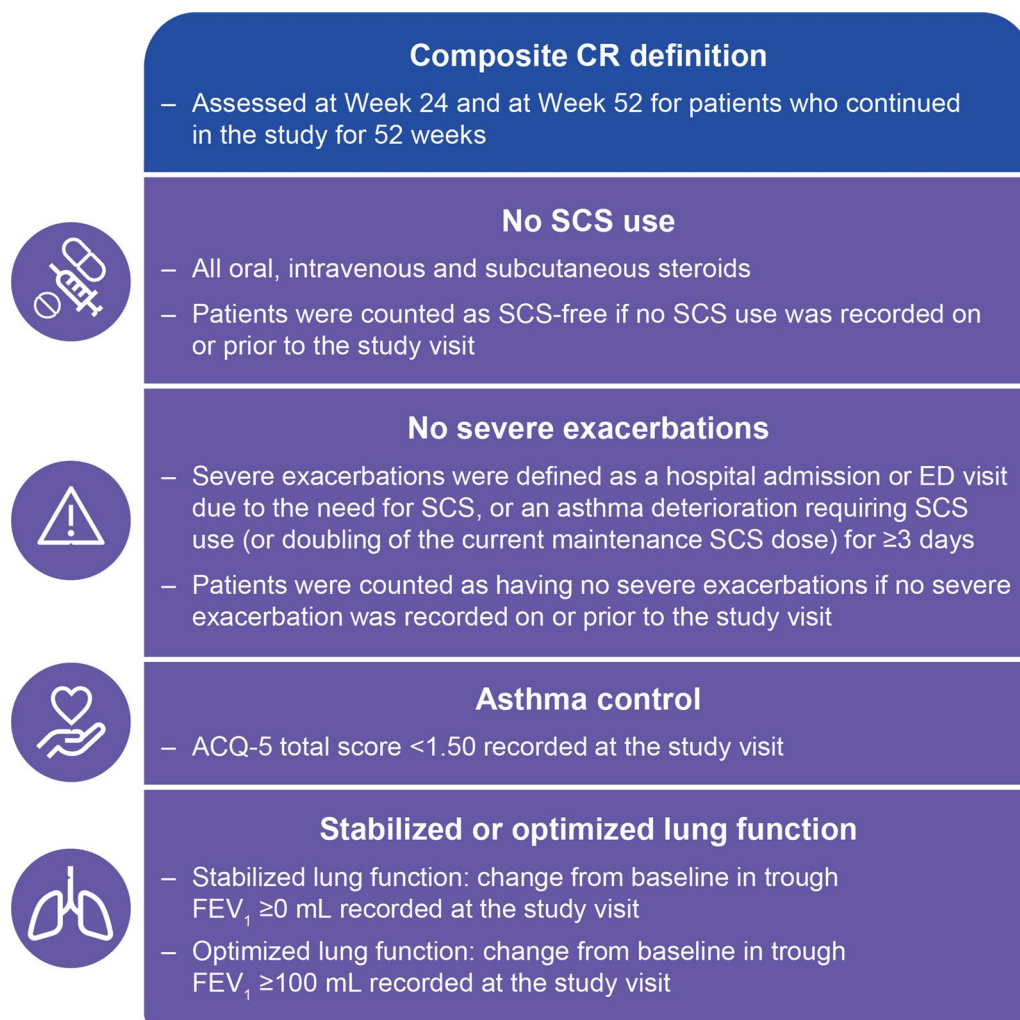 Composite CR definition
– Assessed at Week 24 and at Week 52 for patients who continued
in the study for 52 weeks
No SCS use
– All oral, intravenous and subcutaneous steroids
– Patients were counted as SCS-free if no SCS use was recorded on
or prior to the study visit
No severe exacerbations
– Severe exacerbations were defined as a hospital admission or ED visit
due to the need for SCS, or an asthma deterioration requiring SCS
use (or doubling of the current maintenance SCS dose) for ≥3 days
– Patients were counted as having no severe exacerbations if no severe
exacerbation was recorded on or prior to the study visit
Asthma control
– ACQ-5 total score <1.50 recorded at the study visit
Stabilized or optimized lung function
– Stabilized lung function: change from baseline in trough
FEV₁ ≥0 mL recorded at the study visit
– Optimized lung function: change from baseline in trough
FEV₁ ≥100 mL recorded at the study visit